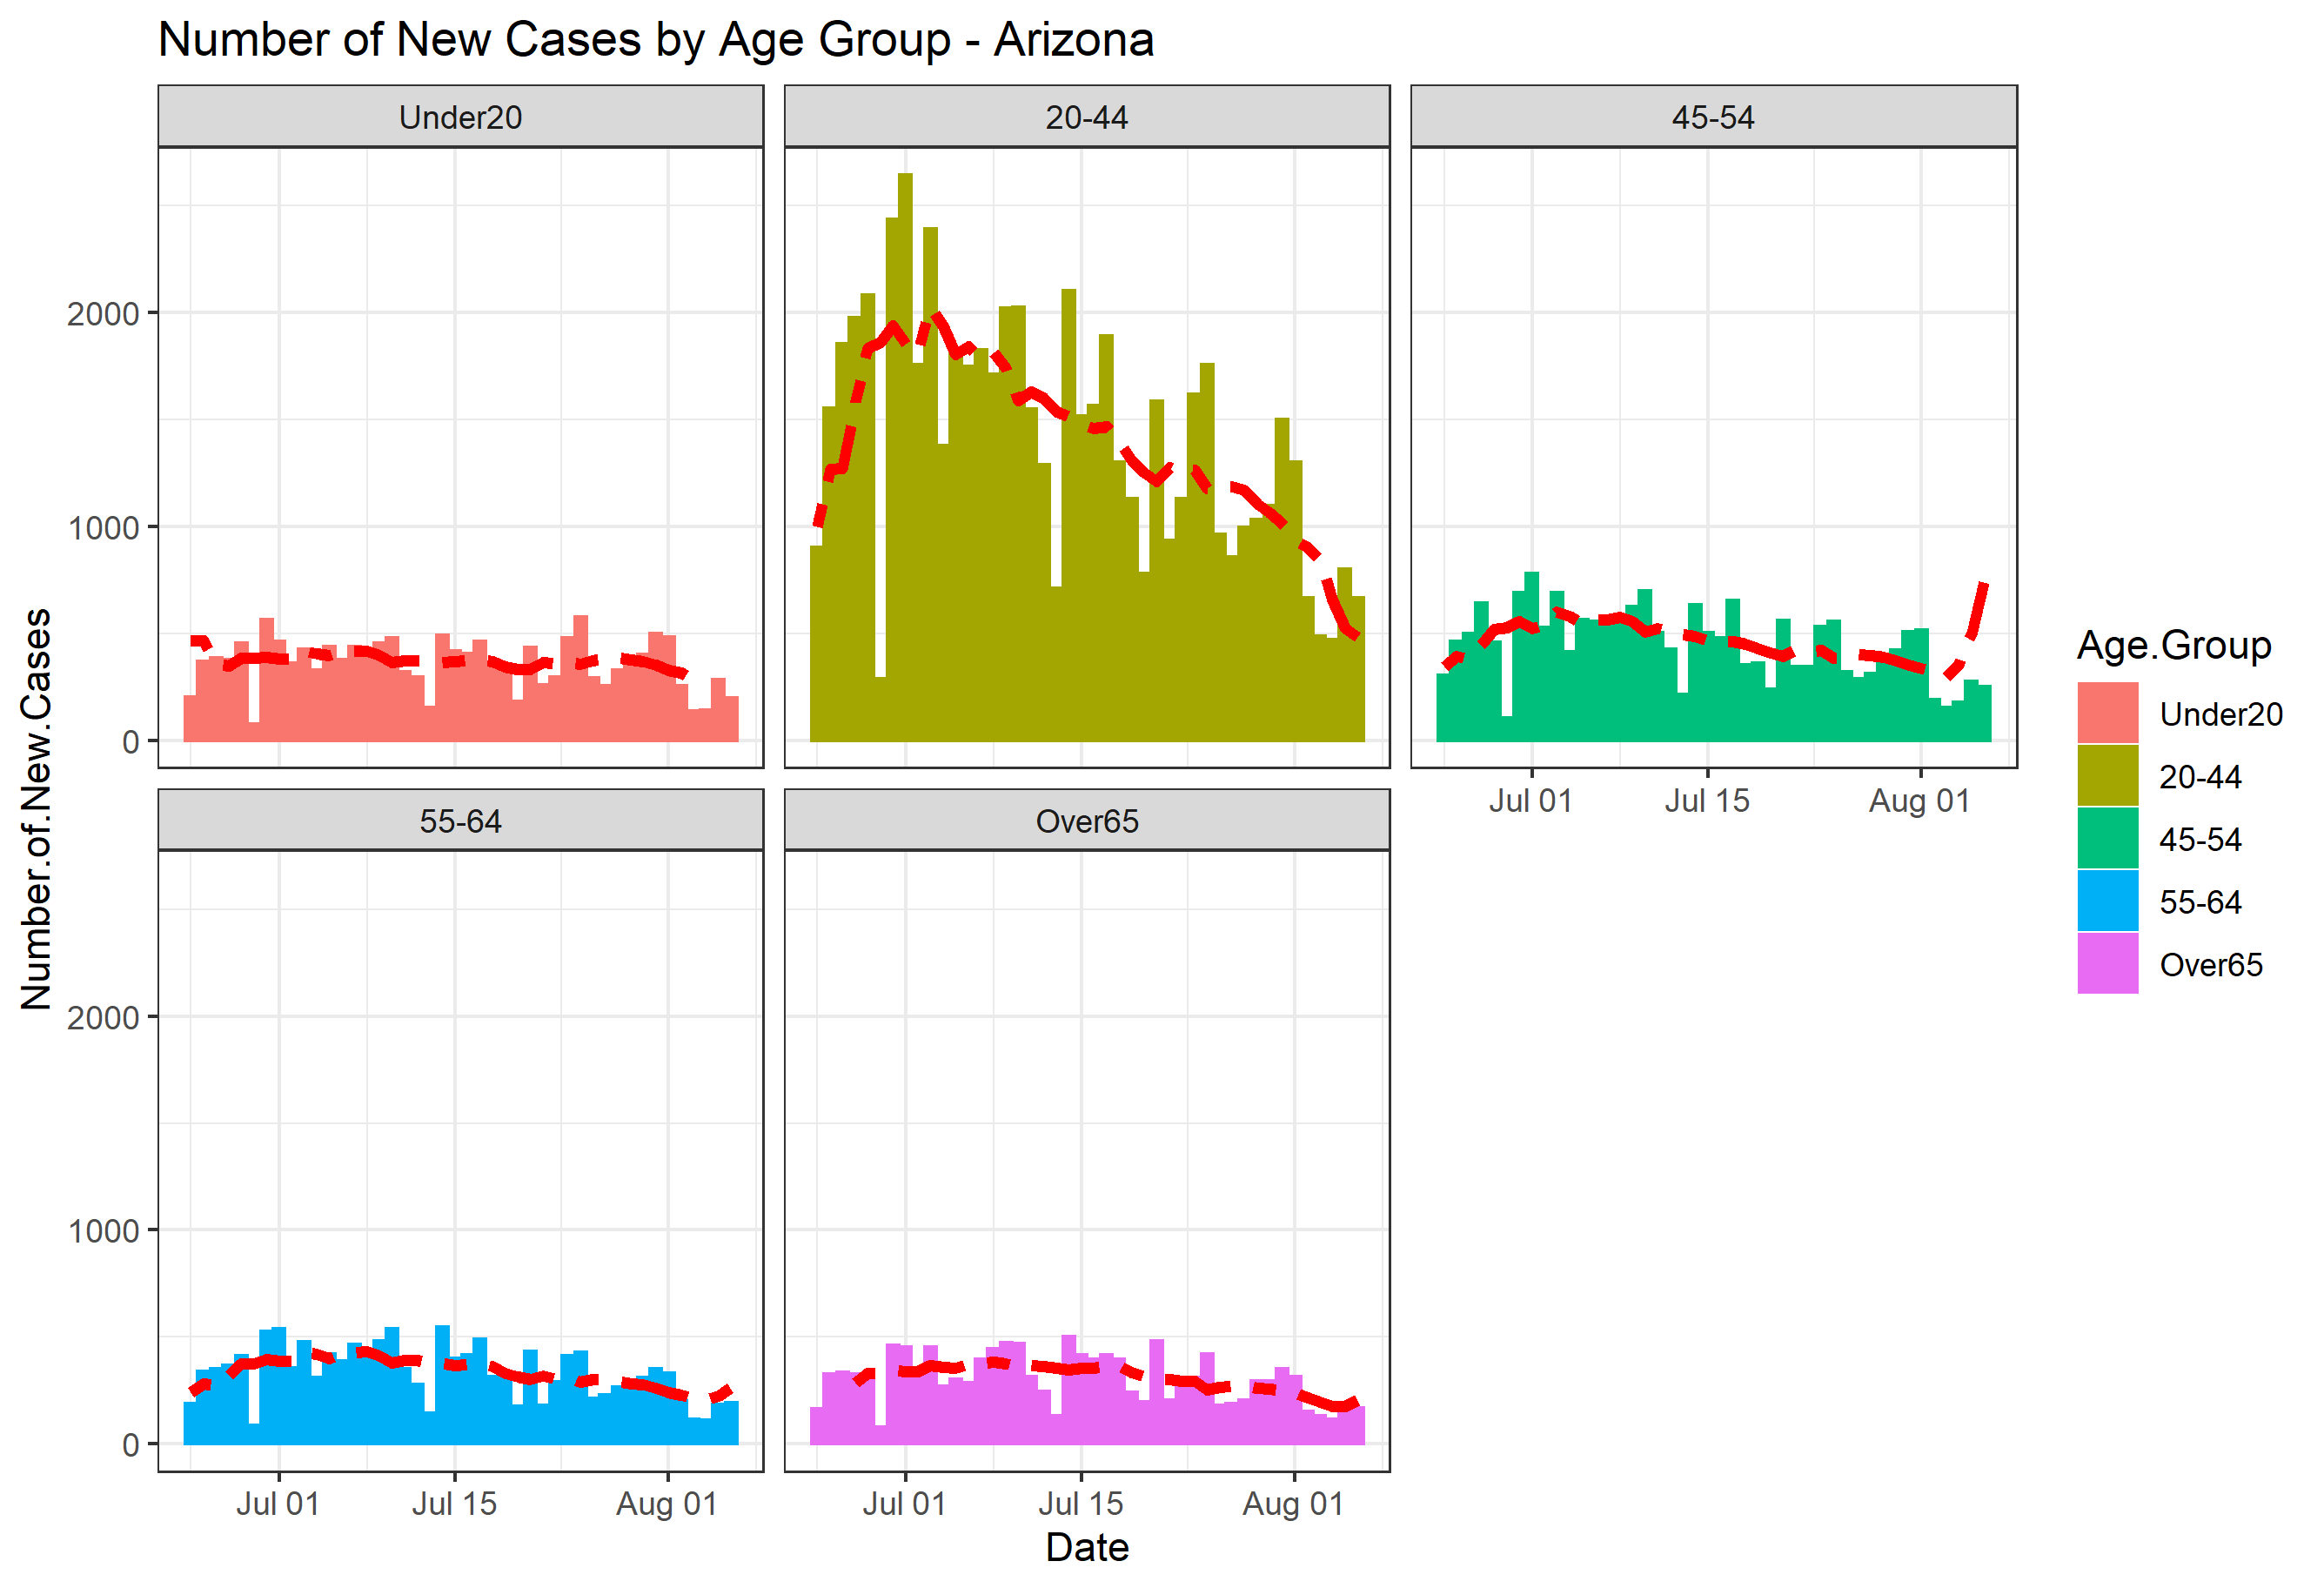 Number of New Cases by Age Group - Arizona
Under20
20-44
45-54
2000
1000
0
Jul 01
Jul 15
Aug 01
55-64
Over65
2000
1000
0
Jul 01
Jul 15
Aug 01
Jul 01
Jul 15
Aug 01
Number.of.New.Cases
Date
Age.Group
Under20
20-44
45-54
55-64
Over65